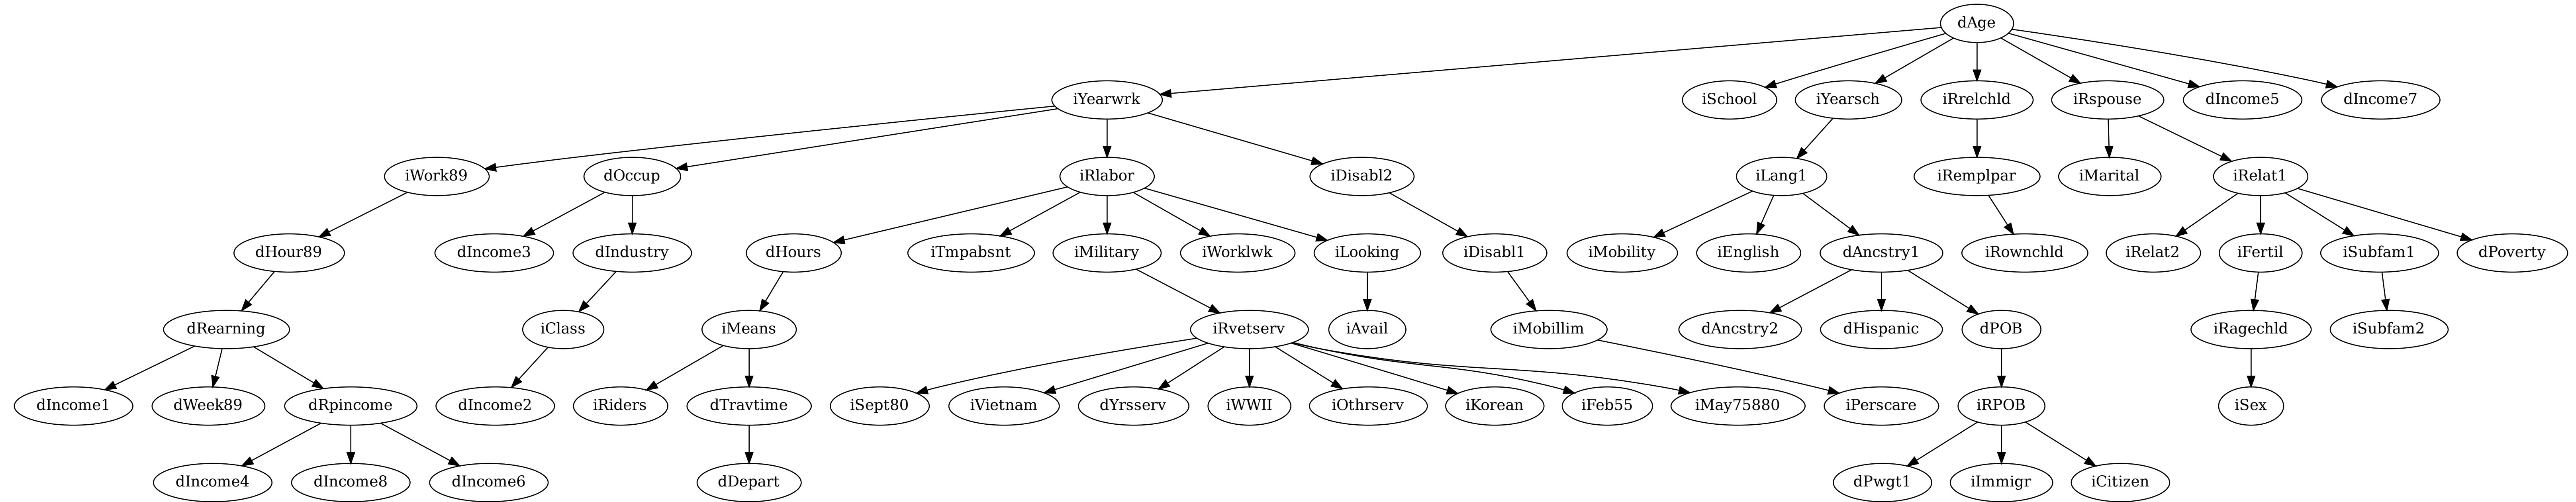 dAge
iYearwrk iSchool iYearsch iRrelchld iRspouse dIncome5 dIncome7
iWork89 dOccup iRlabor iDisabl2 iLang1 iRemplpar iMarital iRelat1
dHour89 dIncome3 dIndustry dHours iTmpabsnt iMilitary iWorklwk iLooking iDisabl1 iMobility iEnglish dAncstry1 iRownchld iRelat2 iFertil iSubfam1 dPoverty
dRearning iClass iMeans iRvetserv iAvail iMobillim dAncstry2 dHispanic dPOB iRagechld iSubfam2
dIncome1 dWeek89 dRpincome dIncome2 iRiders dTravtime iSept80 iVietnam dYrsserv iWWII iOthrserv iKorean iFeb55 iMay75880 iPerscare iRPOB iSex
dIncome4 dIncome8 dIncome6 dDepart dPwgt1 iImmigr iCitizen